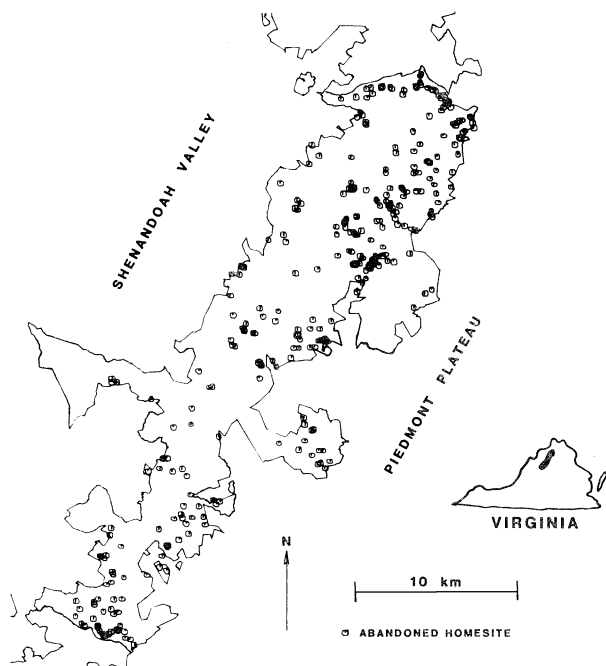 SHENANDOAH VALLEY
PIEDMONT PLATEAU
VIRGINIA
N
10 km
ABANDONED HOMESITE